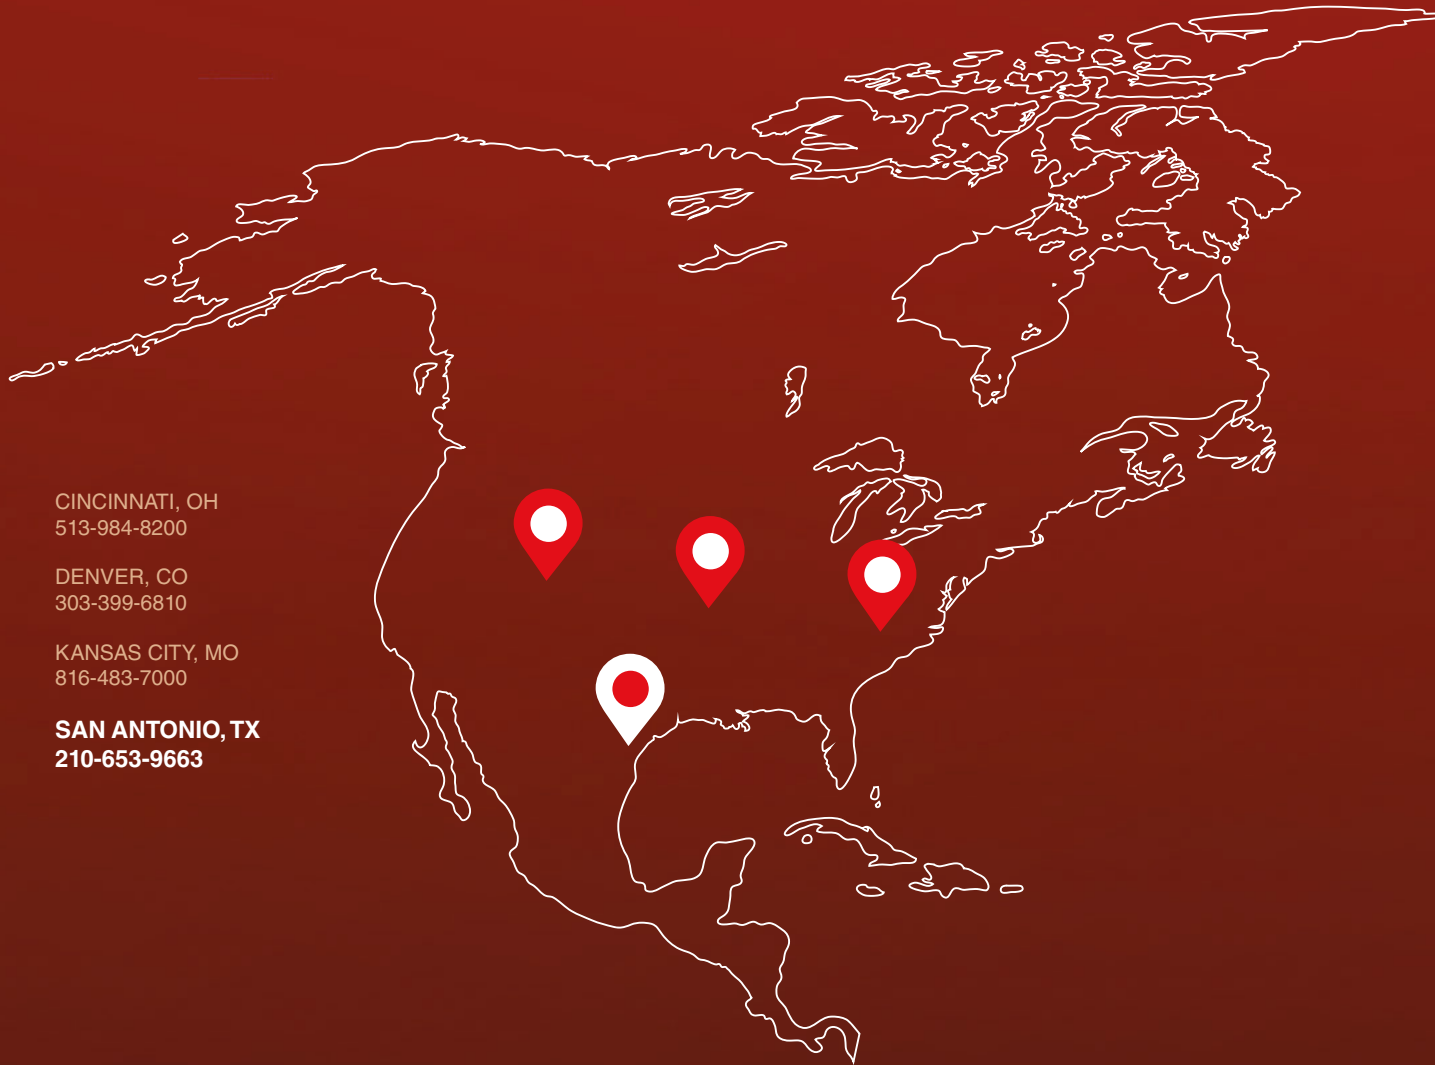 CINCINNATI, OH
513-984-8200
DENVER, CO
303-399-6810
KANSAS CITY, MO
816-483-7000
SAN ANTONIO, TX
210-653-9663